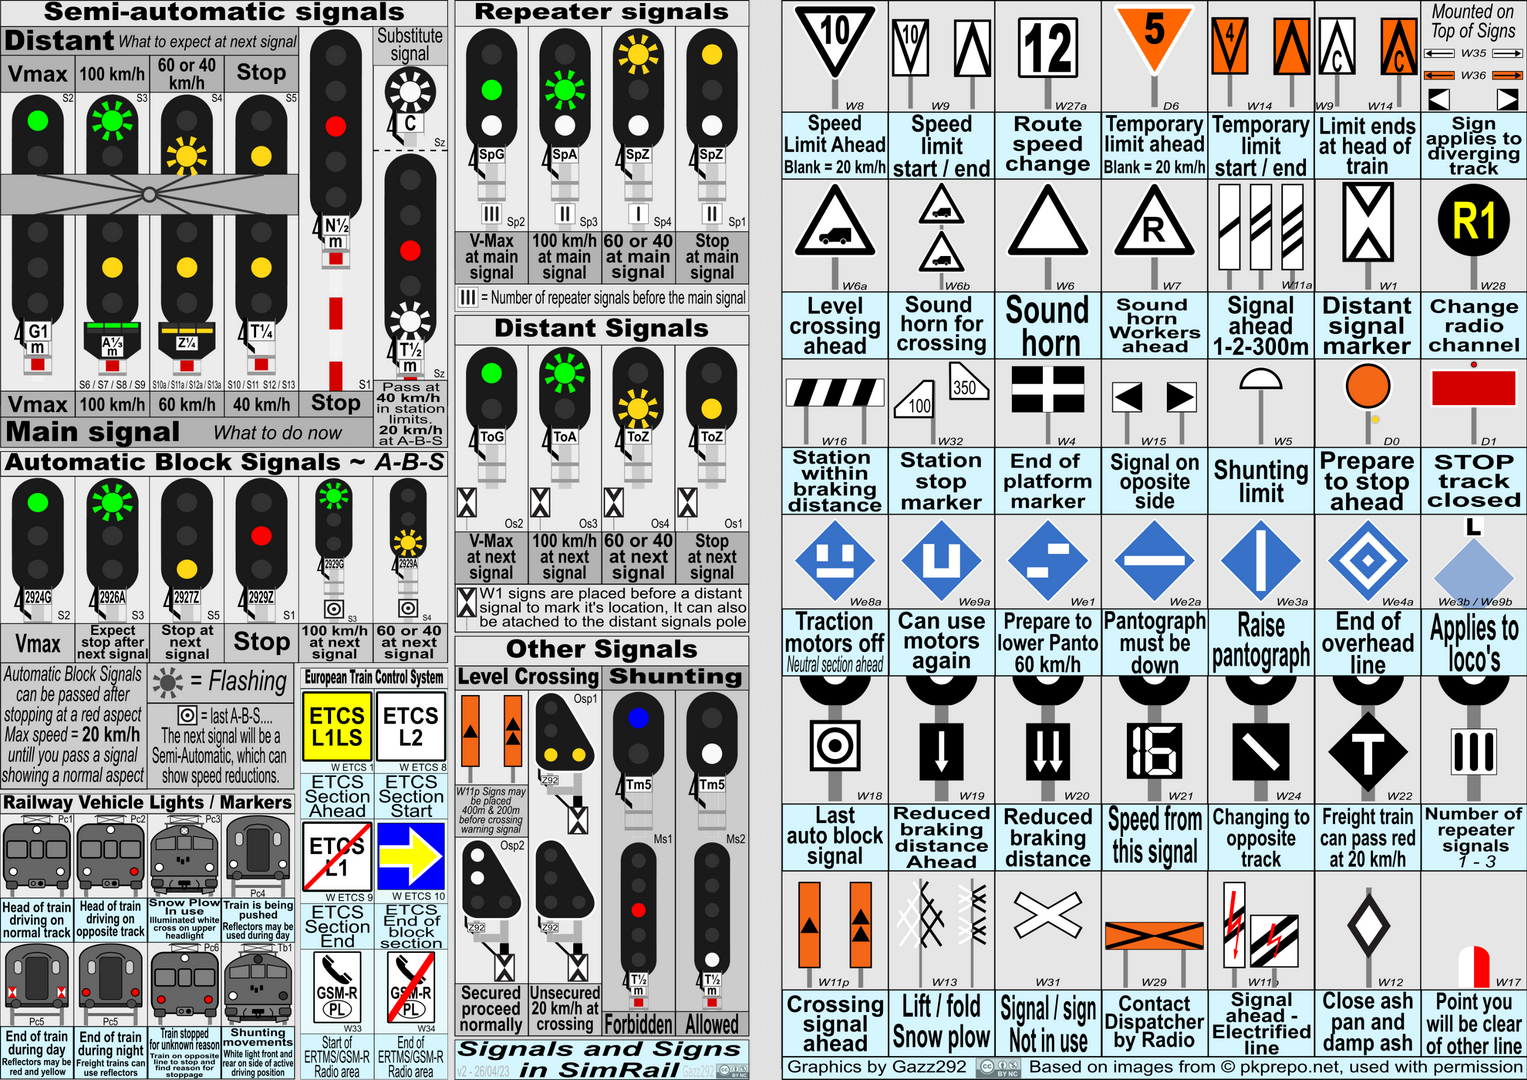 Semi-automatic signals
Distant What to expect at next signal
Vmax
100 km/h
60 or 40
km/h
Stop
Substitute
signal
S2
S3
S4
S5
C
Sz
G1
m
A⅓
m
Z¼
T¼
N½
m
T½
m
S6 / S7 / S8 / S9
S10a / S11a / S12a / S13a
S10 / S11 S12 / S13
S1
Sz
Vmax
100 km/h
60 km/h
40 km/h
Stop
Pass at
40 km/h
in station
limits.
20 km/h
at A-B-S
Main signal What to do now
Automatic Block Signals ~ A-B-S
2924G
2926A
2927Z
2929Z
2929G
2929A
S2
S3
S5
S1
S3
S4
Vmax
Expect
stop after
next signal
Stop at
next
signal
Stop
100 km/h
at next
signal
60 or 40
at next
signal
Automatic Block Signals
can be passed after
stopping at a red aspect
Max speed = 20 km/h
untill you pass a signal
showing a normal aspect
= Flashing
= last A-B-S....
The next signal will be a
Semi-Automatic, which can
show speed reductions.
European Train Control System
ETCS
L1LS
W ETCS 1
ETCS
L2
W ETCS 8
ETCS
Section
Ahead
ETCS
Section
Start
ETCS
L1
W ETCS 9
W ETCS 10
ETCS
Section
End
ETCS
End of
block
section
GSM-R
PL
W33
GSM-R
PL
W34
Start of
ERTMS/GSM-R
Radio area
End of
ERTMS/GSM-R
Radio area
Railway Vehicle Lights / Markers
Pc1
Pc2
Pc3
Pc4
Head of train
driving on
normal track
Head of train
driving on
opposite track
Snow Plow
In use
Illuminated white
cross on upper
headlight
Train is being
pushed
Reflectors may be
used during day
Pc5
Pc5
Pc6
Tb1
End of train
during day
Reflectors may be
red and yellow
End of train
during night
Freight trains can
use reflectors
Train stopped
for unknown reason
Train on opposite
line to stop and
find reason for
stoppage
Shunting
movements
White light front and
rear on side of active
driving position
Repeater signals
SpG
SpA
SpZ
SpZ
III
Sp2
II
Sp3
I
Sp4
II
Sp1
V-Max
at main
signal
100 km/h
at main
signal
60 or 40
at main
signal
Stop
at main
signal
III = Number of repeater signals before the main signal
Distant Signals
ToG
ToA
ToZ
ToZ
Os2
Os3
Os4
Os1
V-Max
at next
signal
100 km/h
at next
signal
60 or 40
at next
signal
Stop
at next
signal
W1 signs are placed before a distant
signal to mark it's location, It can also
be attached to the distant signals pole
Other Signals
Level Crossing
Shunting
Osp1
Z92
W11p Signs may
be placed
400m & 200m
before crossing
warning signal
Tm5
Tm5
Ms1
Ms2
Osp2
Z92
Z92
T½
m
T½
m
Secured
proceed
normally
Unsecured
20 km/h at
crossing
Forbidden
Allowed
Signals and Signs
in SimRail
v2 - 26/04/23
Gazz292
BY NC
10
W8
10
W9
12
W27a
5
D6
4
W14
C
W9
C
W14
Mounted on
Top of Signs
W35
W36
Speed
Limit Ahead
Blank = 20 km/h
Speed
limit
start / end
Route
speed
change
Temporary
limit ahead
Blank = 20 km/h
Temporary
limit
start / end
Limit ends
at head of
train
Sign
applies to
diverging
track
W6a
W6b
W6
R
W7
W11a
W1
R1
W28
Level
crossing
ahead
Sound
horn for
crossing
Sound
horn
Sound
horn
Workers
ahead
Signal
ahead
1-2-300m
Distant
signal
marker
Change
radio
channel
W16
100
350
W32
W4
W15
W5
D0
D1
Station
within
braking
distance
Station
stop
marker
End of
platform
marker
Signal on
oposite
side
Shunting
limit
Prepare
to stop
ahead
STOP
track
closed
We8a
We9a
We1
We2a
We3a
We4a
L
We3b / We9b
Traction
motors off
Neutral section ahead
Can use
motors
again
Prepare to
lower Panto
60 km/h
Pantograph
must be
down
Raise
pantograph
End of
overhead
line
Applies to
loco's
W18
W19
W20
16
W21
W24
T
W22
Last
auto block
signal
Reduced
braking
distance
Ahead
Reduced
braking
distance
Speed from
this signal
Changing to
opposite
track
Freight train
can pass red
at 20 km/h
Number of
repeater
signals
1 - 3
W11p
W13
W31
W29
W11b
W12
W17
Crossing
signal
ahead
Lift / fold
Snow plow
Signal / sign
Not in use
Contact
Dispatcher
by Radio
Signal
ahead -
Electrified
line
Close ash
pan and
damp ash
Point you
will be clear
of other line
Graphics by Gazz292 BY NC Based on images from © pkprepo.net, used with permission